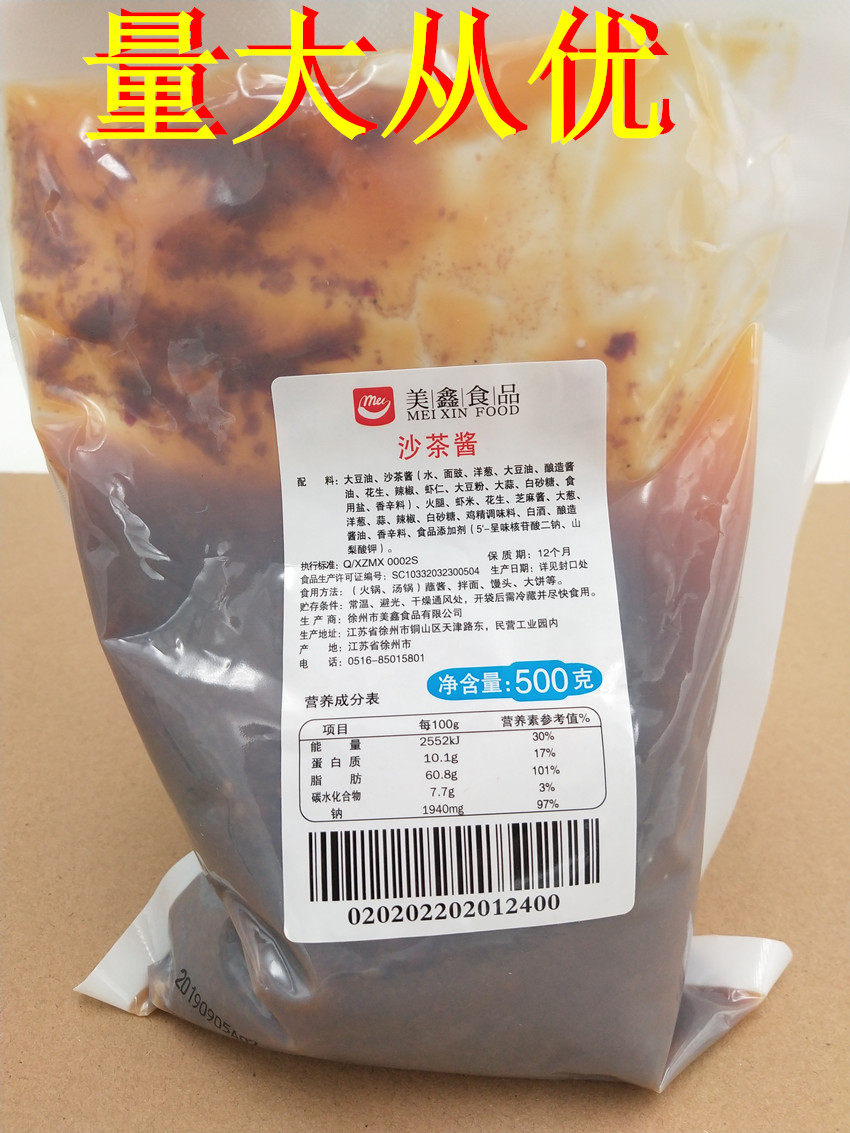 量大从优
mei
美鑫食品
MEI XIN FOOD
沙茶酱
配 料:大豆油、沙茶酱(水、面豉、洋葱、大豆油、酿造酱
油、花生、辣椒、虾仁、大豆粉、大蒜、白砂糖、食
用盐、香辛料)、火腿、虾米、花生、芝麻酱、大葱、
洋葱、蒜、辣椒、白砂糖、鸡精调味料、白酒、酿造
酱油、香辛料、食品添加剂(5'-呈味核苷酸二钠、山
梨酸钾)。
执行标准:Q/XZMX 0002S 保 质 期:12个月
食品生产许可证编号:SC10332032300504 生产日期:详见封口处
食用方法:(火锅、汤锅)蘸酱、拌面、馒头、大饼等。
贮存条件:常温、避光、干燥通风处,开袋后需冷藏并尽快食用。
生 产 商:徐州市美鑫食品有限公司
生产地址:江苏省徐州市铜山区天津路东,民营工业园内
产 地:江苏省徐州市
电 话:0516-85015801
净含量:500克
营养成分表
项目 每100g 营养素参考值%
能 量 2552kJ 30%
蛋白质 10.1g 17%
脂 肪 60.8g 101%
碳水化合物 7.7g 3%
钠 1940mg 97%
020202202012400
20190905A02